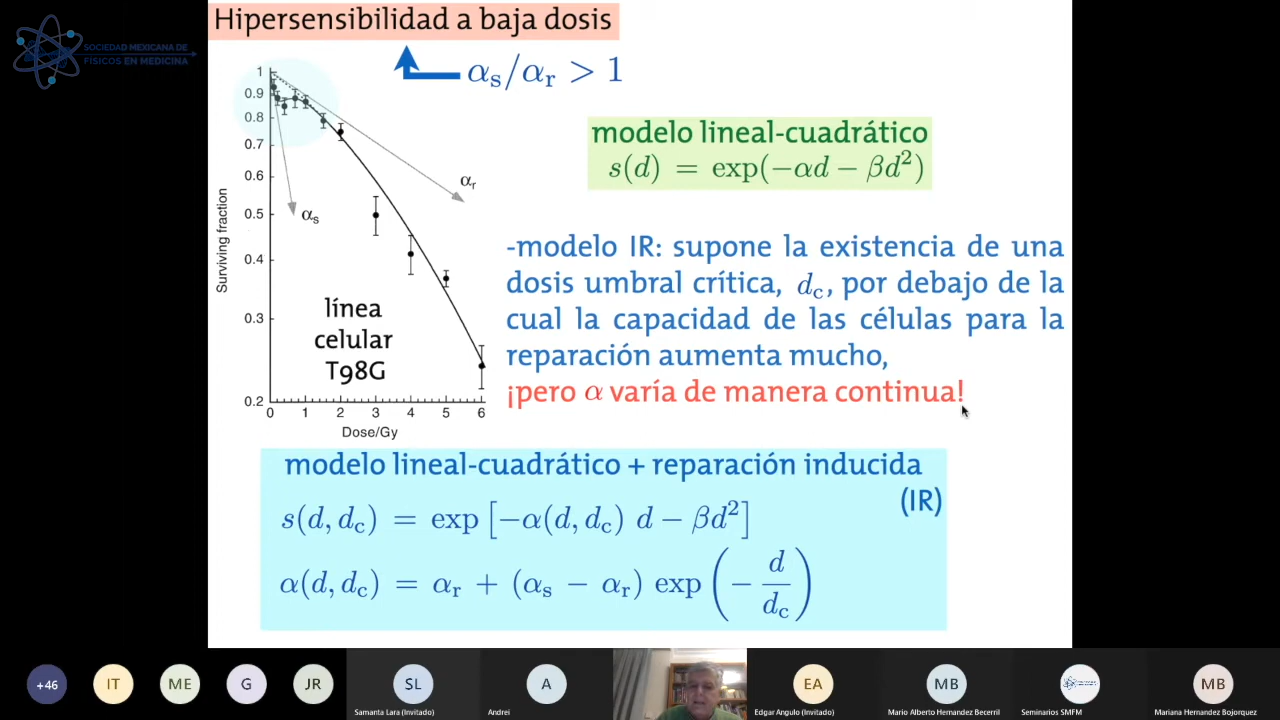 Hipersensibilidad a baja dosis
SOCIEDAD MEXICANA DE
FÍSICOS EN MEDICINA
αs/αr > 1
modelo lineal-cuadrático
s(d) = exp(−αd − βd²)
1
0.9
0.8
0.7
0.6
0.5
0.4
0.3
0.2
Surviving fraction
αr
αs
línea
celular
T98G
0 1 2 3 4 5 6
Dose/Gy
-modelo IR: supone la existencia de una
dosis umbral crítica, dc, por debajo de la
cual la capacidad de las células para la
reparación aumenta mucho,
¡pero α varía de manera continua!
modelo lineal-cuadrático + reparación inducida
(IR)
s(d, dc) = exp [−α(d, dc) d − βd²]
α(d, dc) = αr + (αs − αr) exp (− d/dc)
+46
IT
ME
G
JR
SL
A
EA
MB
MB
Samanta Lara (Invitado)
Andrei
Edgar Angulo (Invitado)
Mario Alberto Hernandez Becerril
Seminarios SMFM
Mariana Hernandez Bojorquez